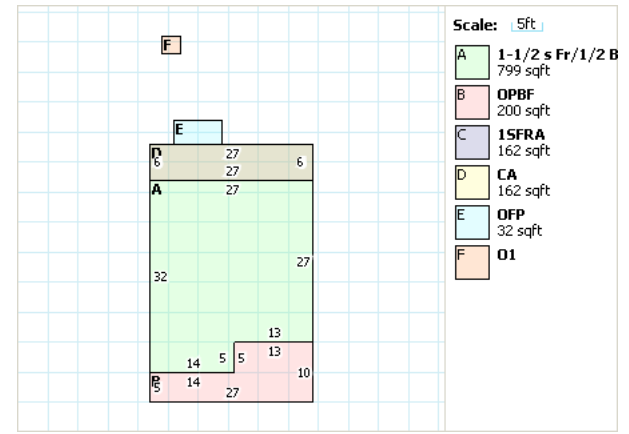 Scale: 5ft
A 1-1/2 s Fr/1/2 B
799 sqft
B OPBF
200 sqft
C 1SFRA
162 sqft
D CA
162 sqft
E OFP
32 sqft
F O1
F
E
27
6 6
27
A 27
27
32
13
14 5 5 13
14 10
5
27